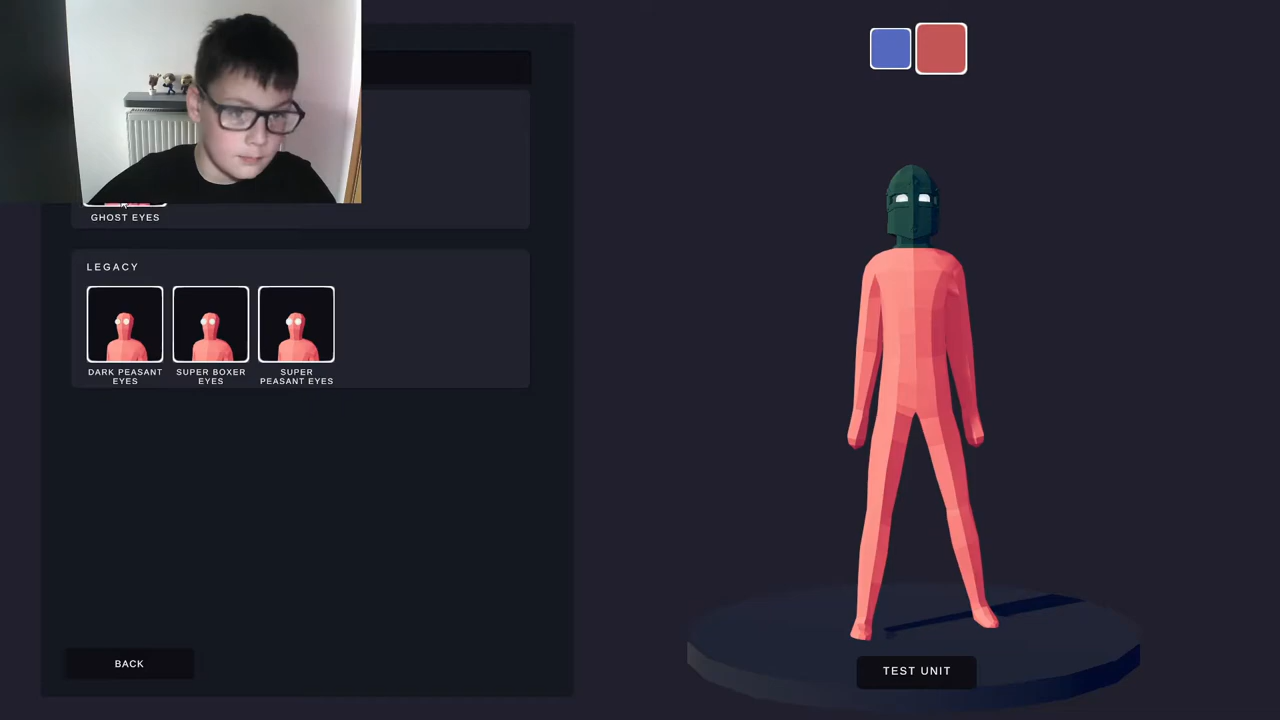 GHOST EYES
LEGACY
DARK PEASANT
EYES
SUPER BOXER
EYES
SUPER
PEASANT EYES
BACK
TEST UNIT